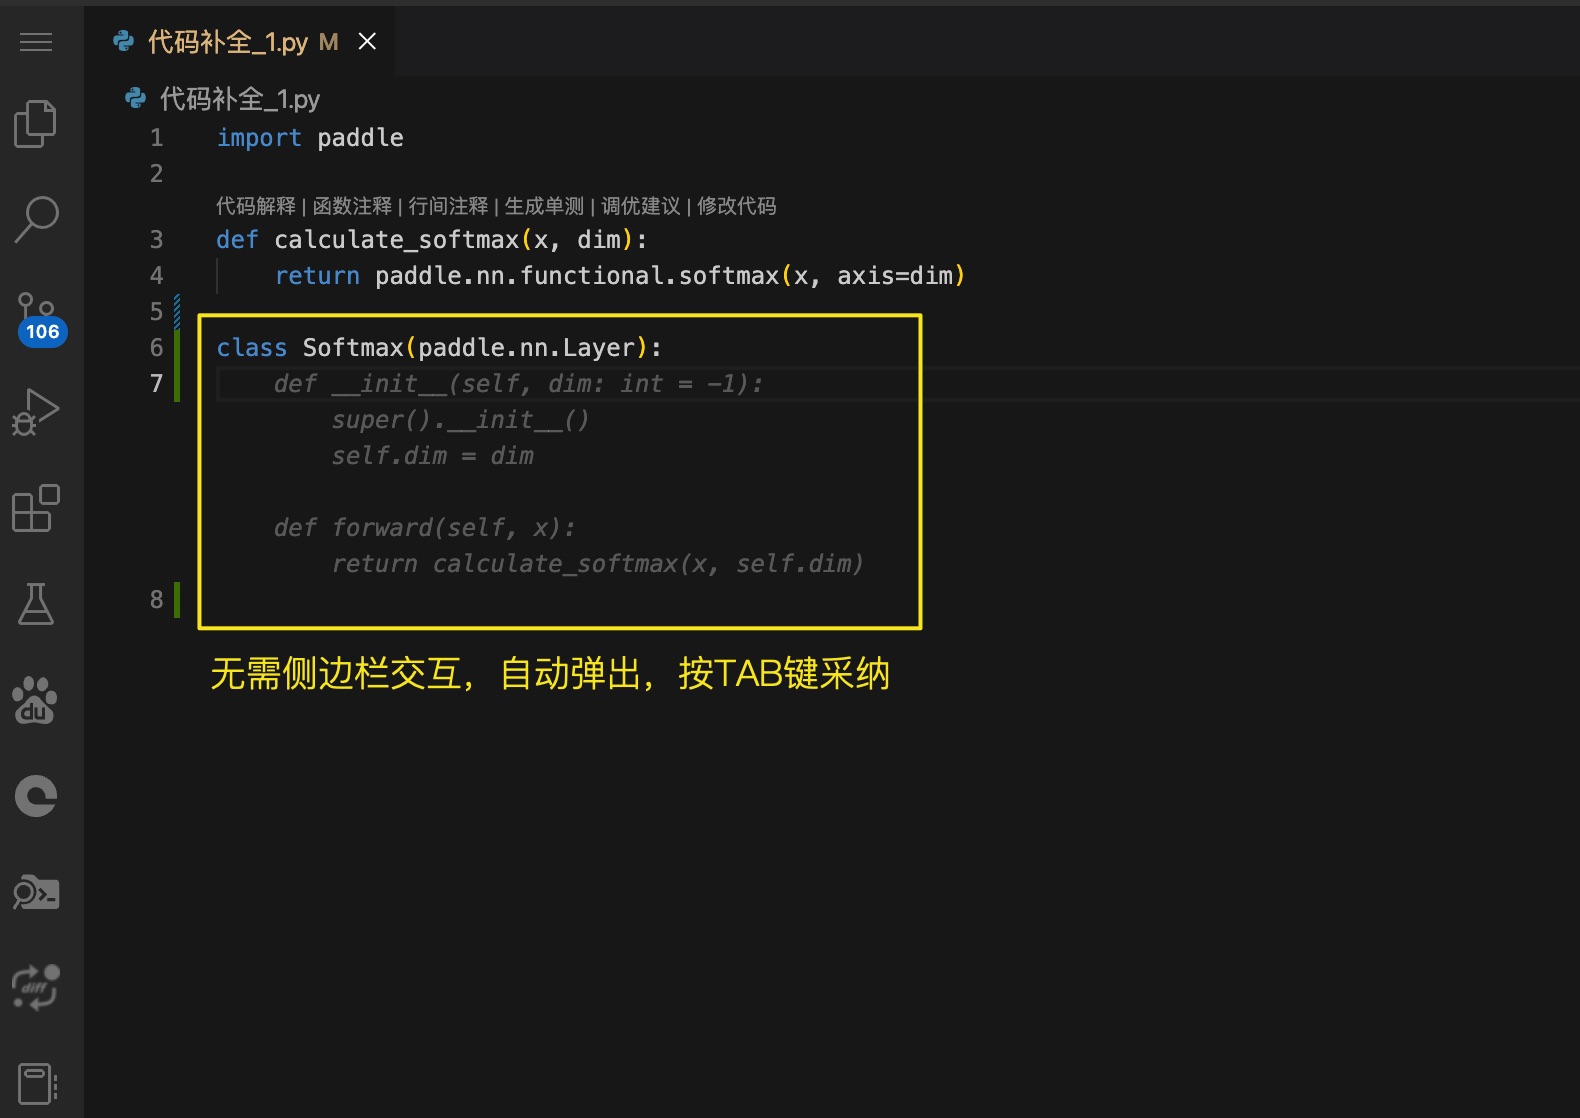 代码补全_1.py M
代码补全_1.py
1 import paddle
2
代码解释 | 函数注释 | 行间注释 | 生成单测 | 调优建议 | 修改代码
3 def calculate_softmax(x, dim):
4     return paddle.nn.functional.softmax(x, axis=dim)
5
6 class Softmax(paddle.nn.Layer):
7     def __init__(self, dim: int = -1):
        super().__init__()
        self.dim = dim
    def forward(self, x):
        return calculate_softmax(x, self.dim)
8
无需侧边栏交互，自动弹出，按TAB键采纳
106
du
diff